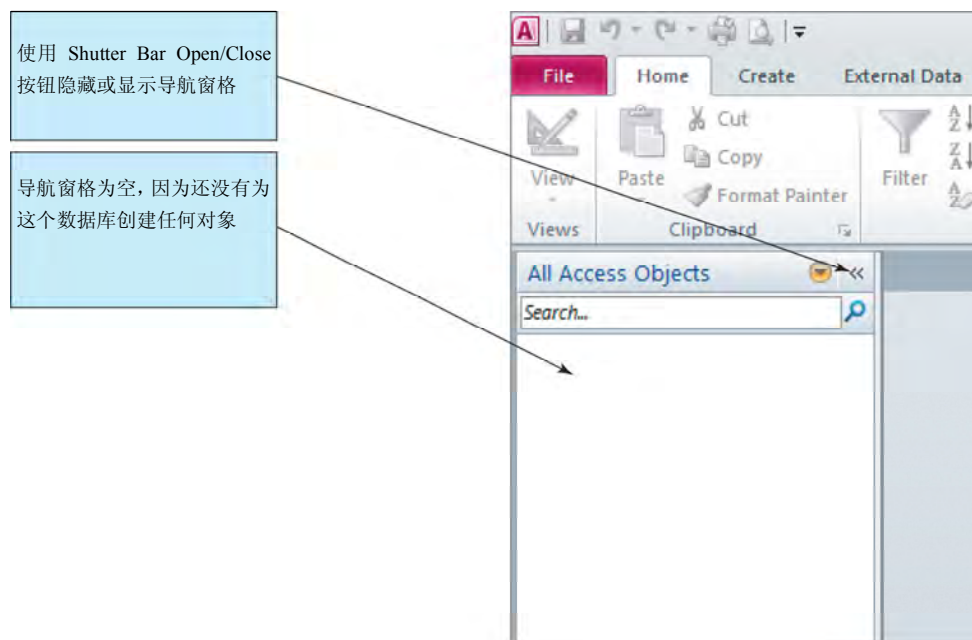 使用 Shutter Bar Open/Close
按钮隐藏或显示导航窗格
导航窗格为空，因为还没有为
这个数据库创建任何对象
A
File Home Create External Data
View
Paste
Cut
Copy
Format Painter
Filter
Views Clipboard
All Access Objects
Search...